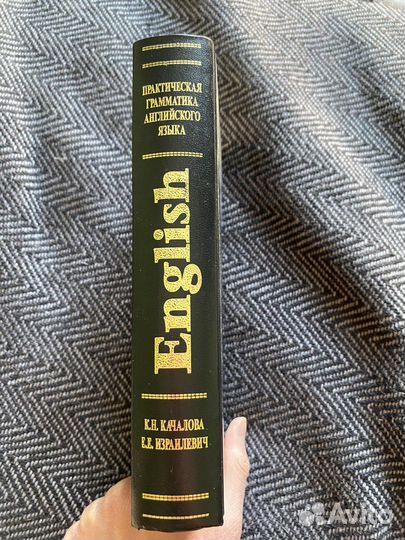 ПРАКТИЧЕСКАЯ
ГРАММАТИКА
АНГЛИЙСКОГО
ЯЗЫКА
English
К.Н. КАЧАЛОВА
Е.Е. ИЗРАИЛЕВИЧ
Avito